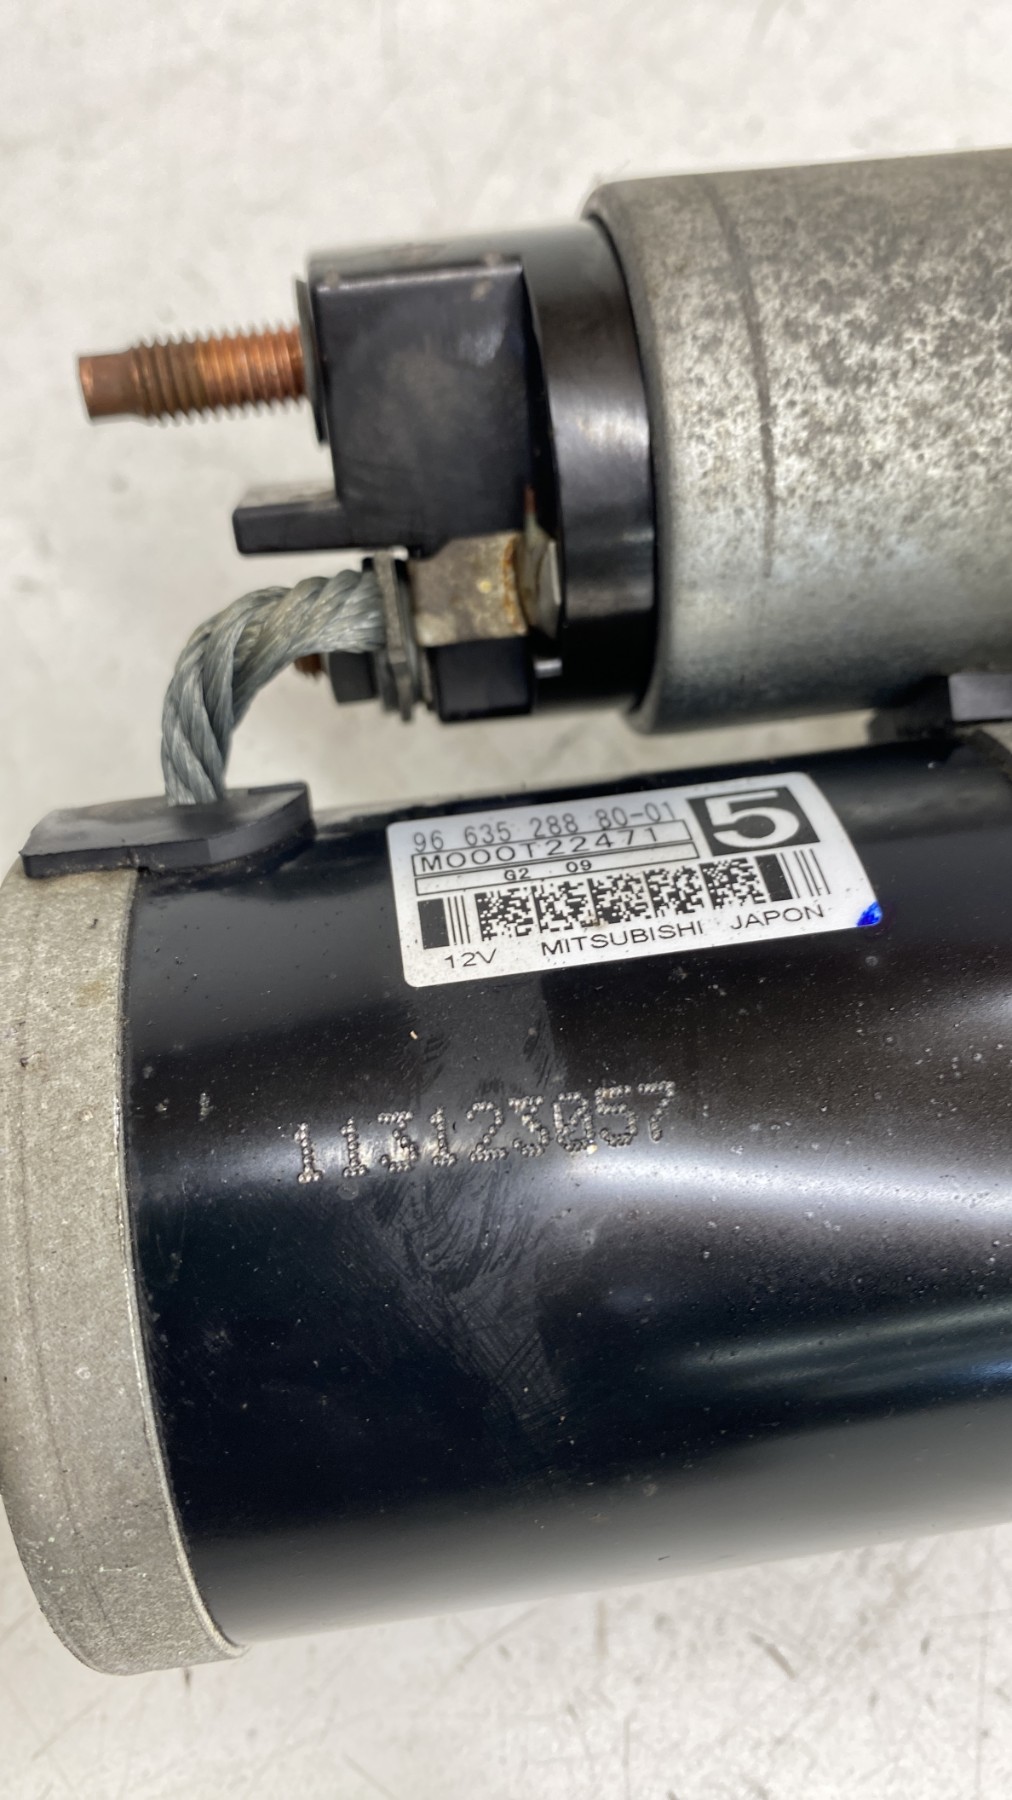 96 635 288 80-01
5
M000T22471
G2 09
12V MITSUBISHI JAPON
113123057